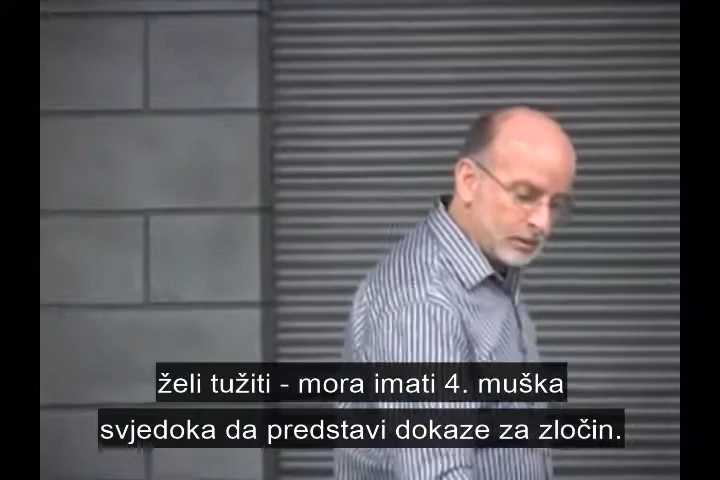 želi tužiti - mora imati 4. muška
svjedoka da predstavi dokaze za zločin.